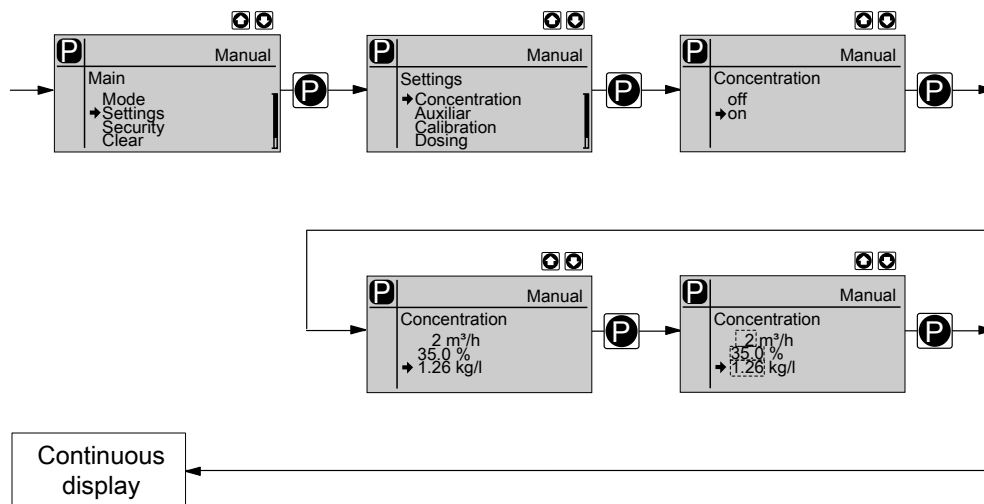 P
Manual
Main
Mode
Settings
Security
Clear
P
P
Manual
Settings
Concentration
Auxiliar
Calibration
Dosing
P
P
Manual
Concentration
off
on
P
P
Manual
Concentration
2 m³/h
35.0 %
1.26 kg/l
P
P
Manual
Concentration
2 m³/h
35.0 %
1.26 kg/l
P
Continuous
display